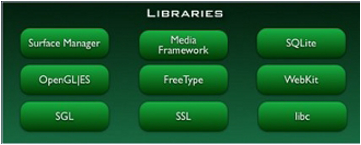 LIBRARIES
Surface Manager
Media
Framework
SQLite
OpenGL|ES
FreeType
WebKit
SGL
SSL
libc